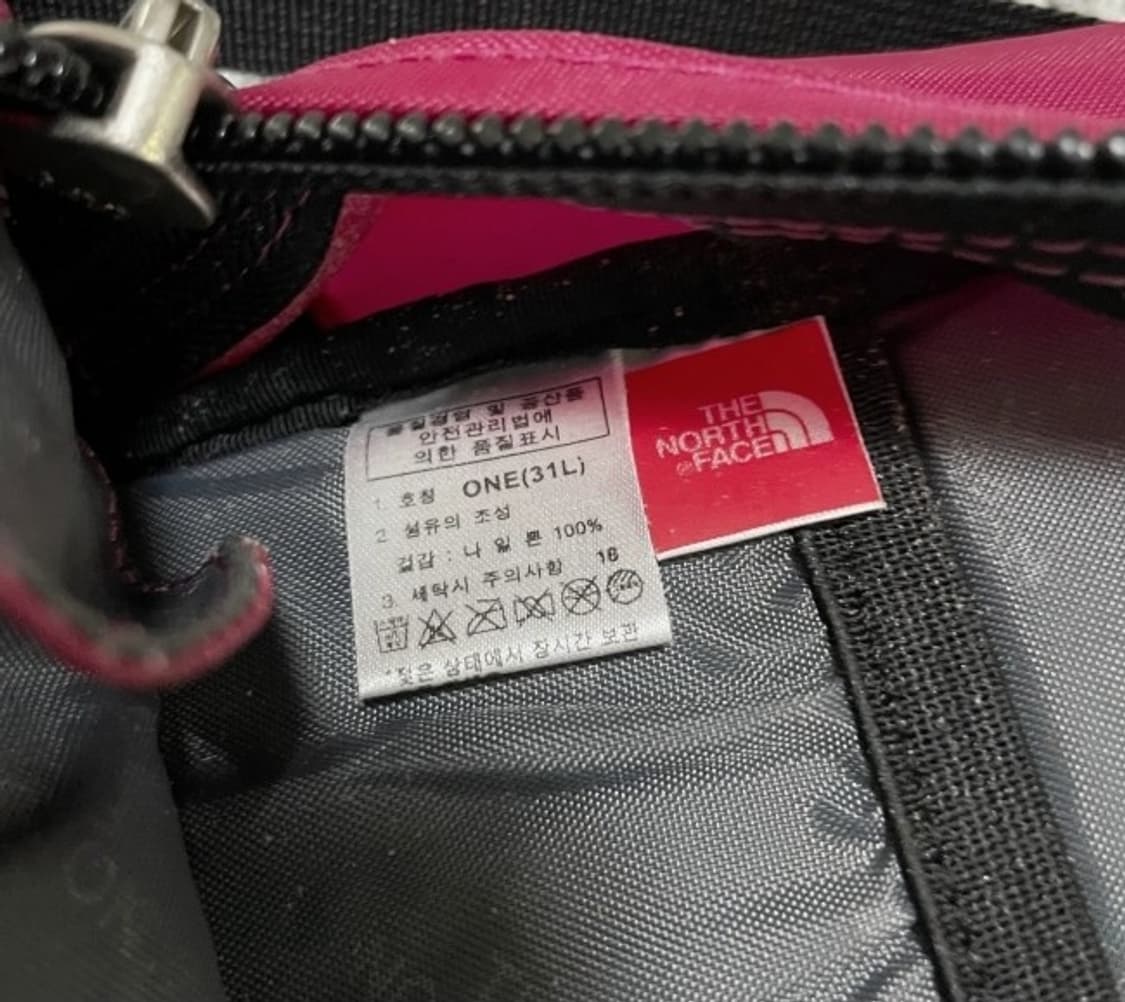 품질경영 및 공산품
안전관리법에
의한 품질표시
1. 호칭 ONE(31L)
2. 섬유의 조성
겉감 : 나 일 론 100%
3. 세탁시 주의사항 18
*젖은 상태에서 장시간 보관
THE
NORTH
FACE